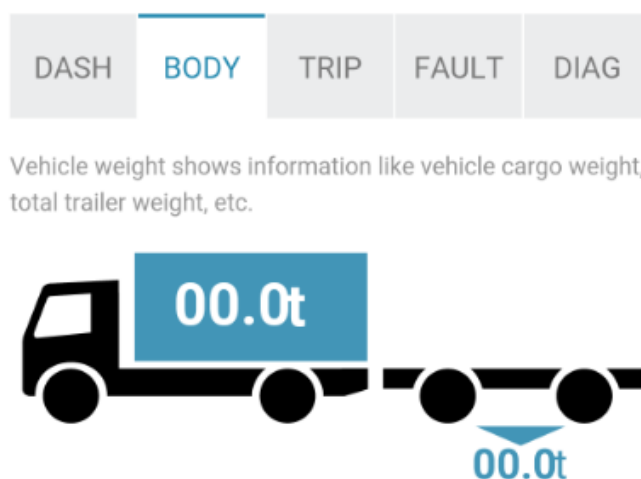 DASH BODY TRIP FAULT DIAG
Vehicle weight shows information like vehicle cargo weight,
total trailer weight, etc.
00.0t
00.0t